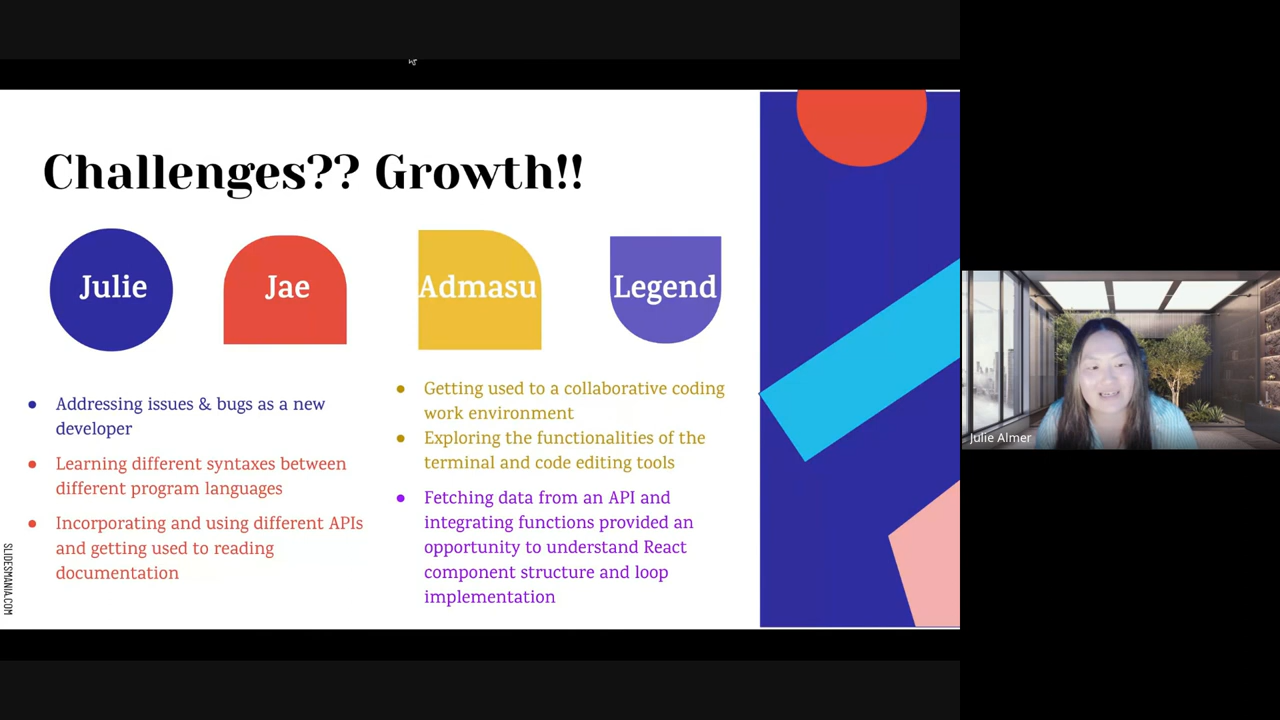 Challenges?? Growth!!
Julie
Jae
Admasu
Legend
• Addressing issues & bugs as a new
developer
• Learning different syntaxes between
different program languages
• Incorporating and using different APIs
and getting used to reading
documentation
• Getting used to a collaborative coding
work environment
• Exploring the functionalities of the
terminal and code editing tools
• Fetching data from an API and
integrating functions provided an
opportunity to understand React
component structure and loop
implementation
SLIDESMANIA.COM
Julie Almer